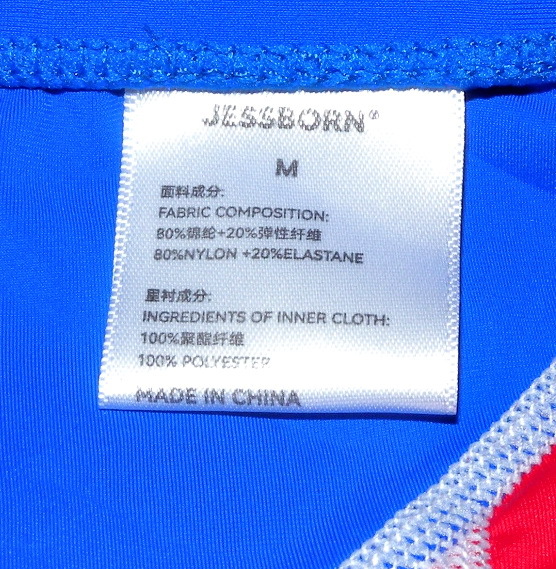 JESSBORN®
M
面料成分:
FABRIC COMPOSITION:
80%锦纶+20%弹性纤维
80%NYLON +20%ELASTANE
里衬成分:
INGREDIENTS OF INNER CLOTH:
100%聚酯纤维
100% POLYESTER
MADE IN CHINA